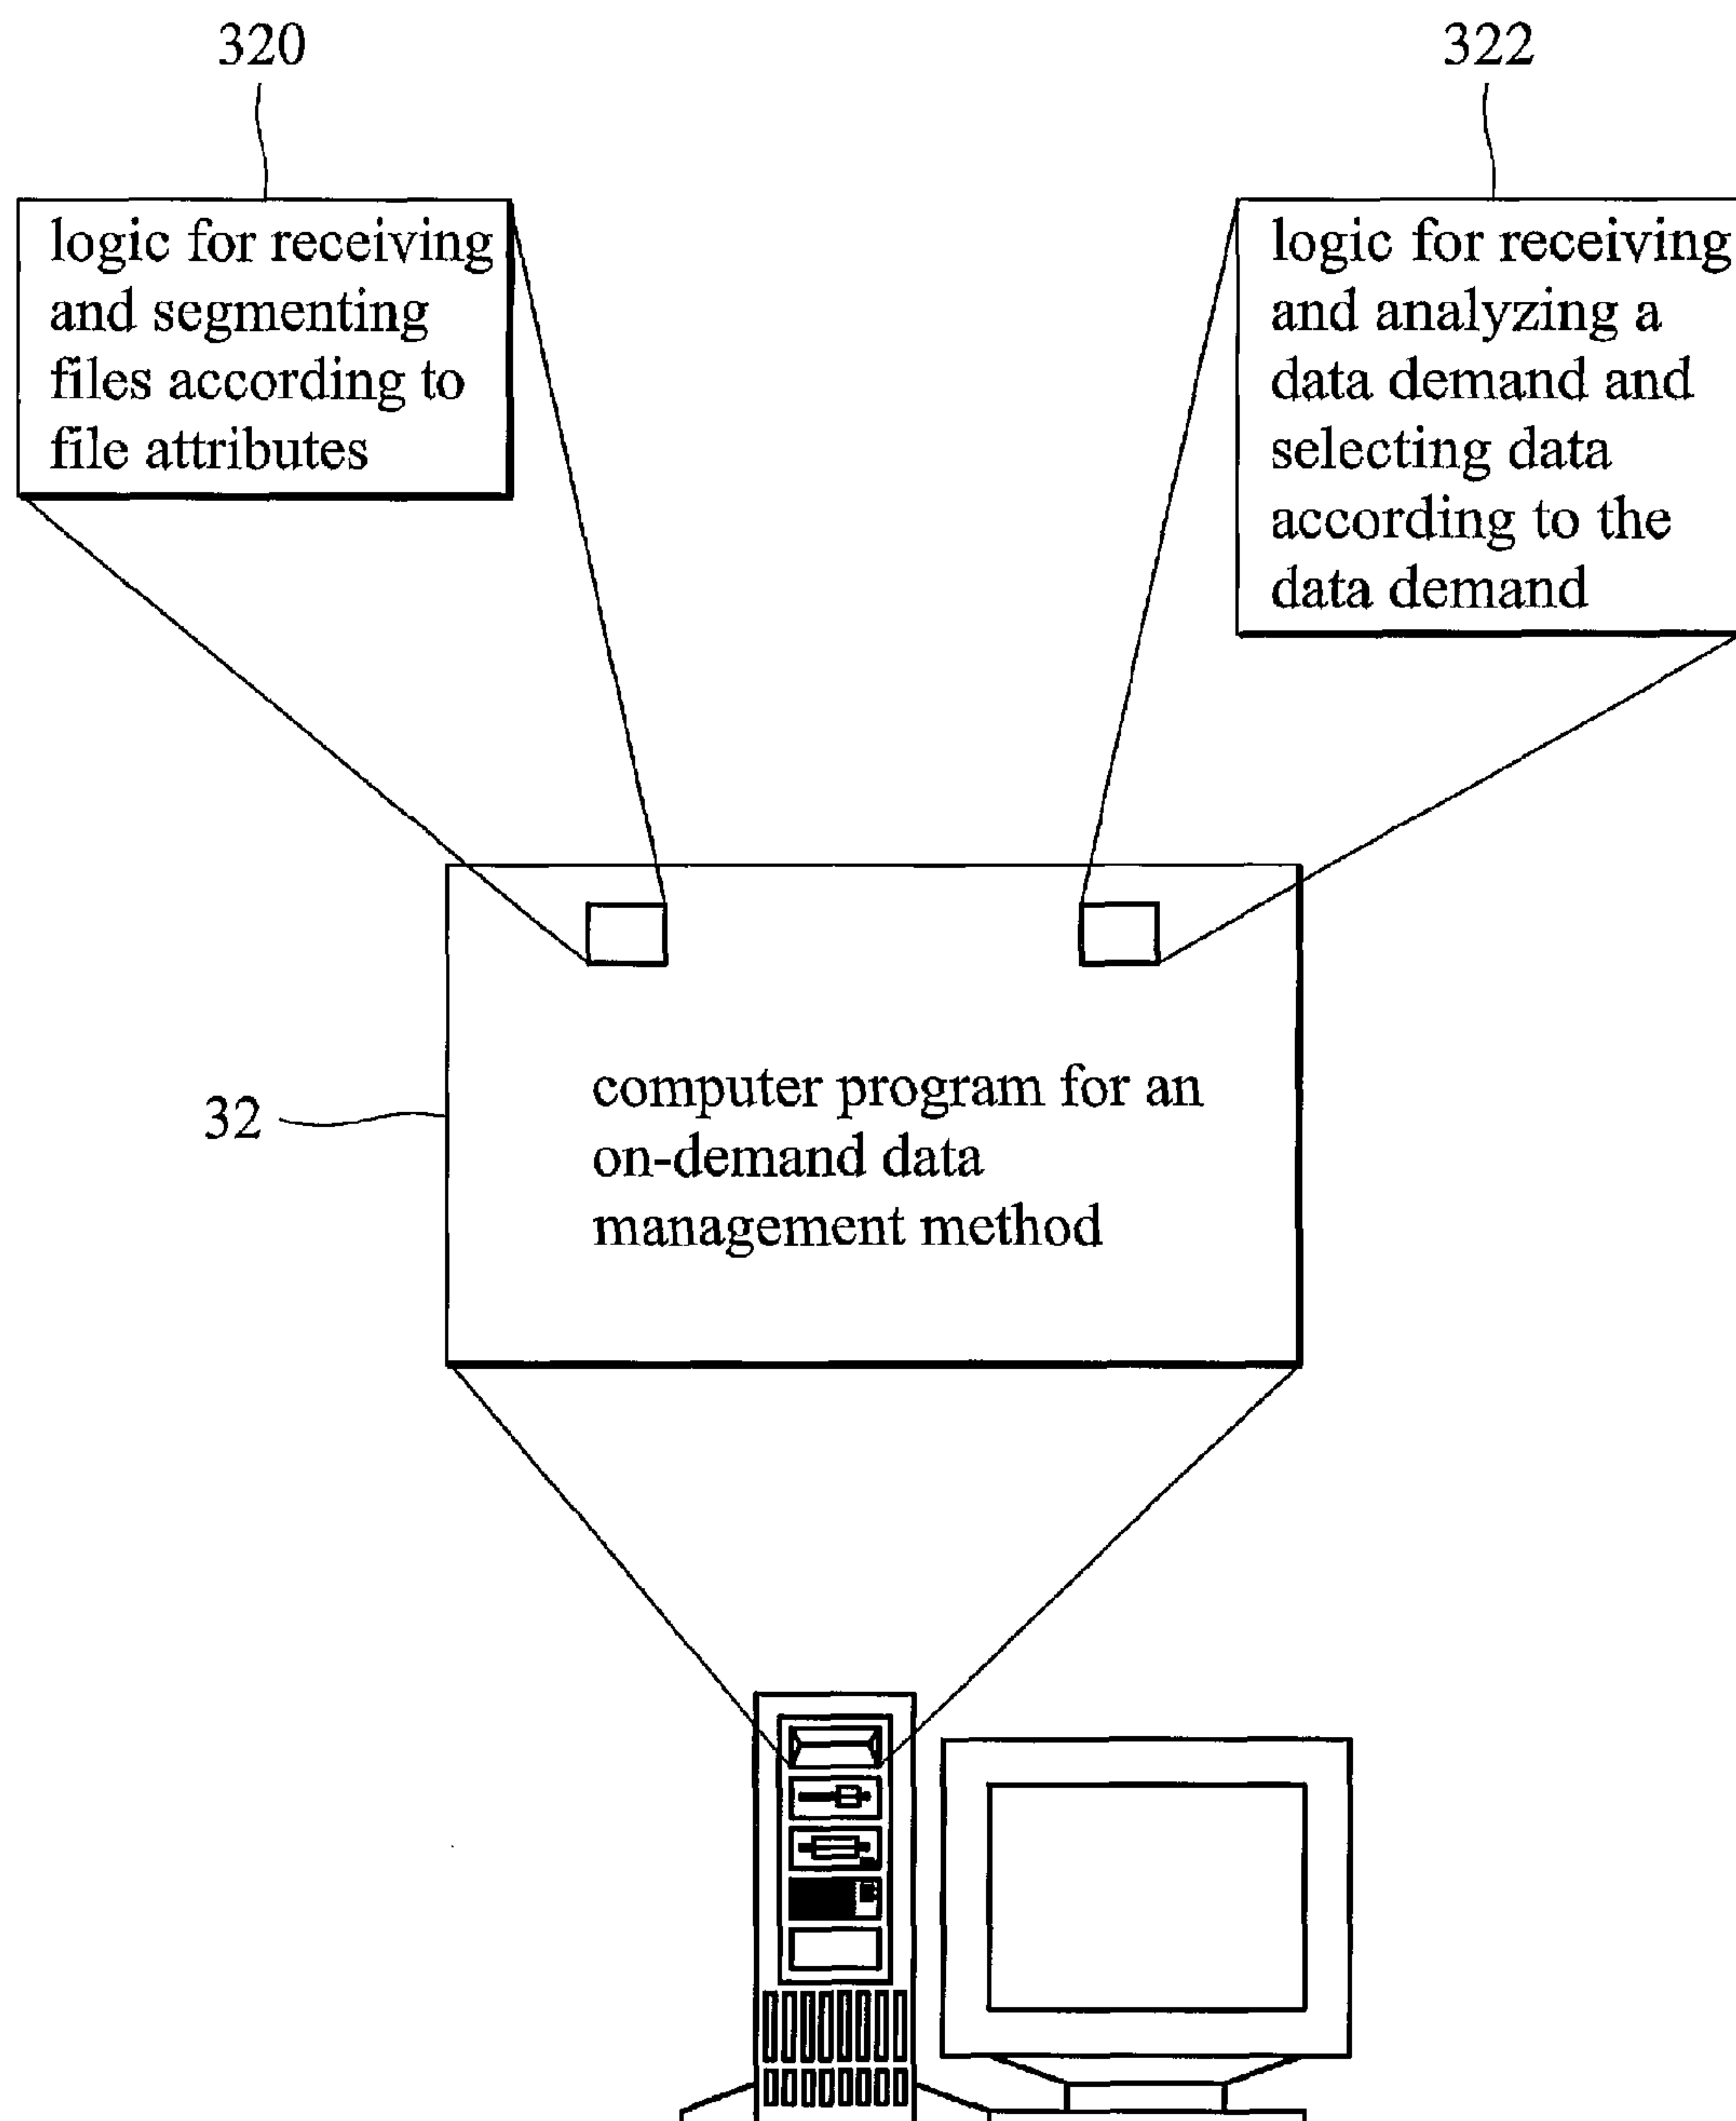 320
322
logic for receiving
and segmenting
files according to
file attributes
logic for receiving
and analyzing a
data demand and
selecting data
according to the
data demand
32
computer program for an
on-demand data
management method